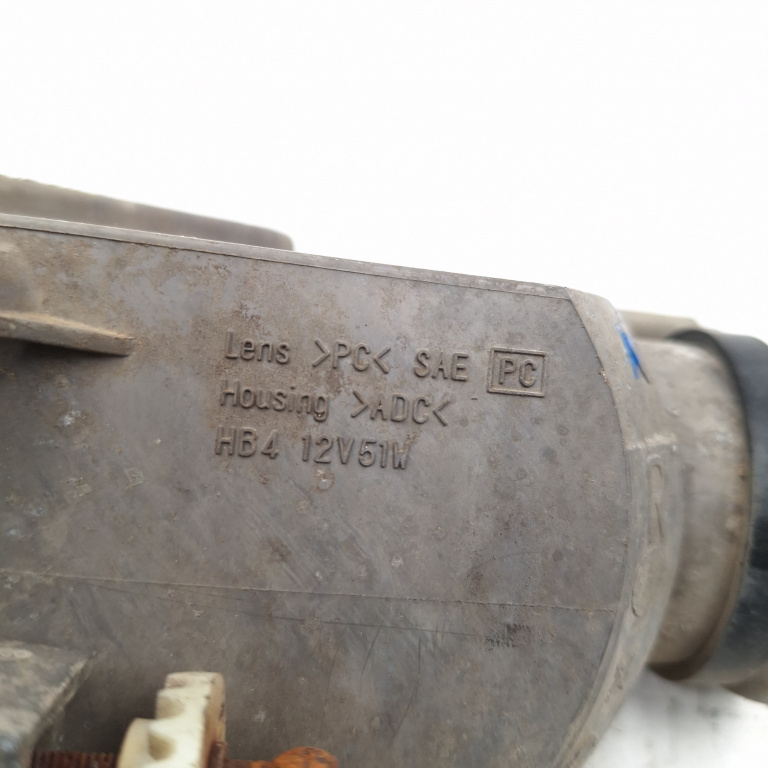 Lens >PC< SAE PC
Housing >ADC<
HB4 12V51W